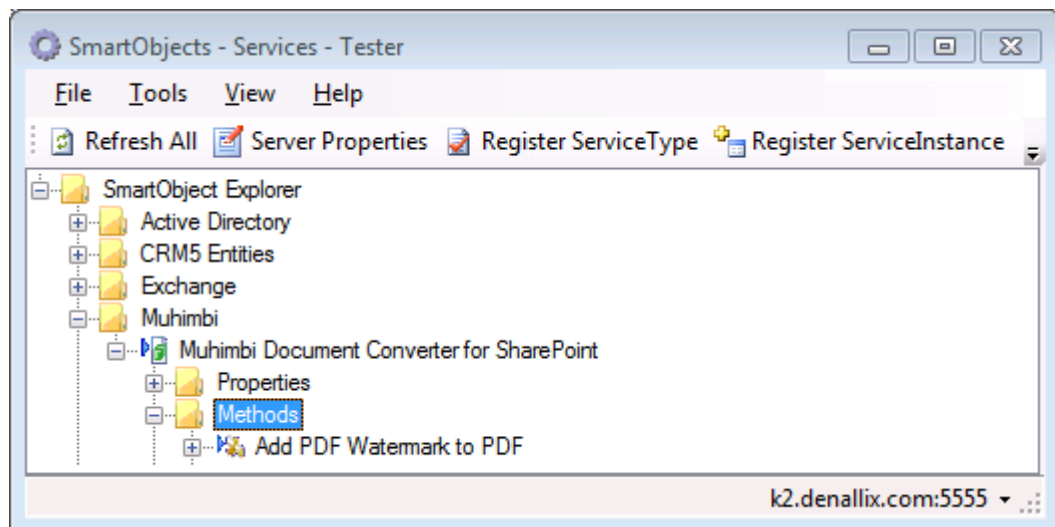 SmartObjects - Services - Tester
File Tools View Help
Refresh All Server Properties Register ServiceType Register ServiceInstance
SmartObject Explorer
Active Directory
CRM5 Entities
Exchange
Muhimbi
Muhimbi Document Converter for SharePoint
Properties
Methods
Add PDF Watermark to PDF
k2.denallix.com:5555